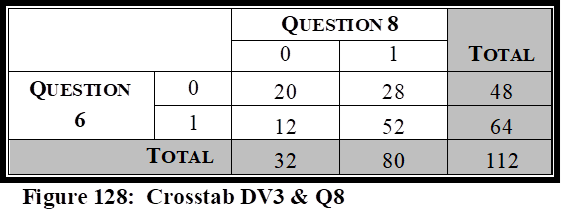 QUESTION 8
0 1 TOTAL
QUESTION 6 0 20 28 48
1 12 52 64
TOTAL 32 80 112
Figure 128: Crosstab DV3 & Q8